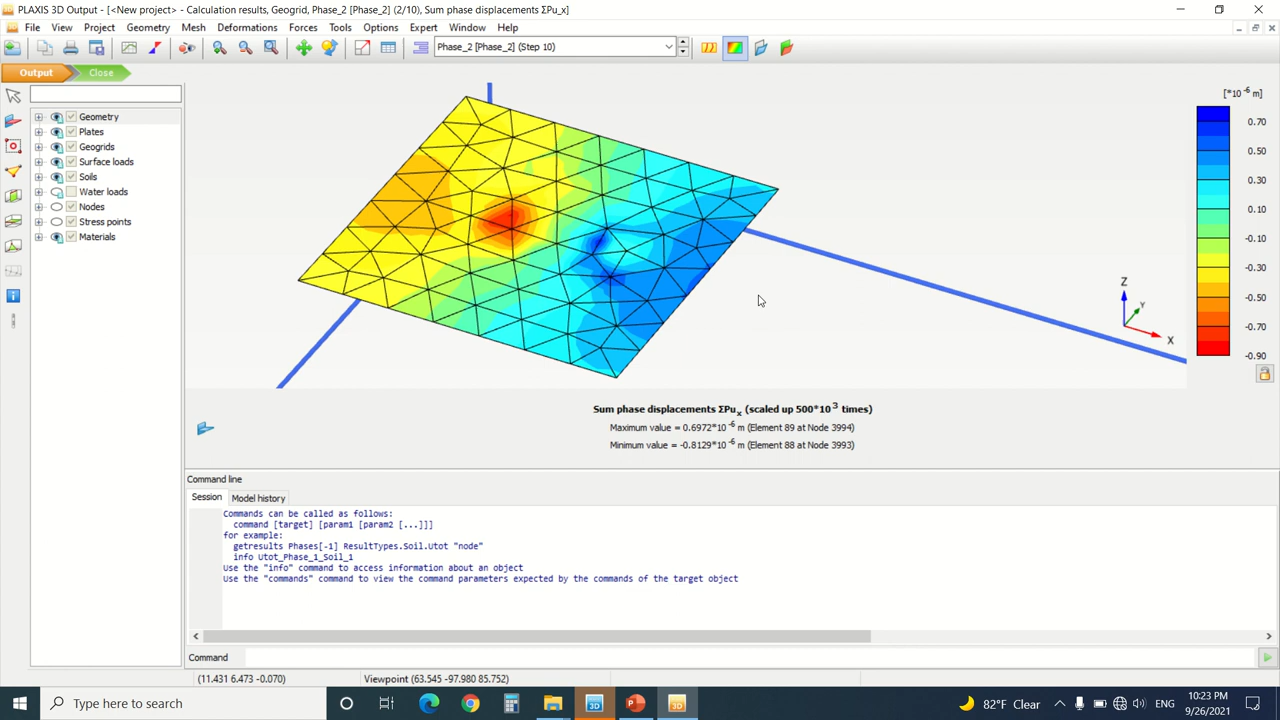 PLAXIS 3D Output - [<New project> - Calculation results, Geogrid, Phase_2 [Phase_2] (2/10), Sum phase displacements ΣPu_x]
File View Project Geometry Mesh Deformations Forces Tools Options Expert Window Help
Phase_2 [Phase_2] (Step 10)
Output Close
Geometry
Plates
Geogrids
Surface loads
Soils
Water loads
Nodes
Stress points
Materials
[*10 -6 m]
0.70
0.50
0.30
0.10
-0.10
-0.30
-0.50
-0.70
-0.90
Z
Y
X
Sum phase displacements ΣPux (scaled up 500*10 3 times)
Maximum value = 0.6972*10 -6 m (Element 89 at Node 3994)
Minimum value = -0.8129*10 -6 m (Element 88 at Node 3993)
Command line
Session Model history
Commands can be called as follows:
command [target] [param1 [param2 [...]]]
for example:
getresults Phases[-1] ResultTypes.Soil.Utot "node"
info Utot_Phase_1_Soil_1
Use the "info" command to access information about an object
Use the "commands" command to view the command parameters expected by the commands of the target object
Command
(11.431 6.473 -0.070) Viewpoint (63.545 -97.980 85.752)
Type here to search
3D
3D
82°F Clear
ENG
10:23 PM
9/26/2021